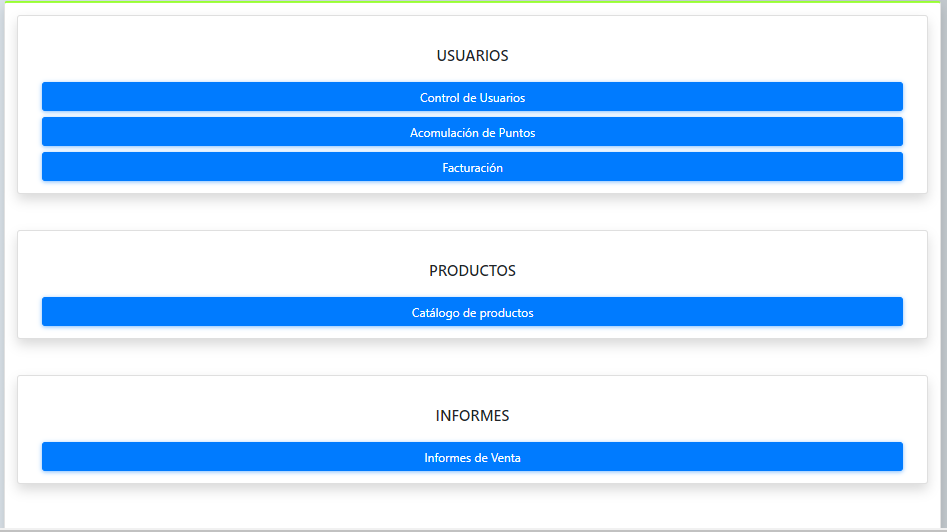 USUARIOS
Control de Usuarios
Acomulación de Puntos
Facturación
PRODUCTOS
Catálogo de productos
INFORMES
Informes de Venta